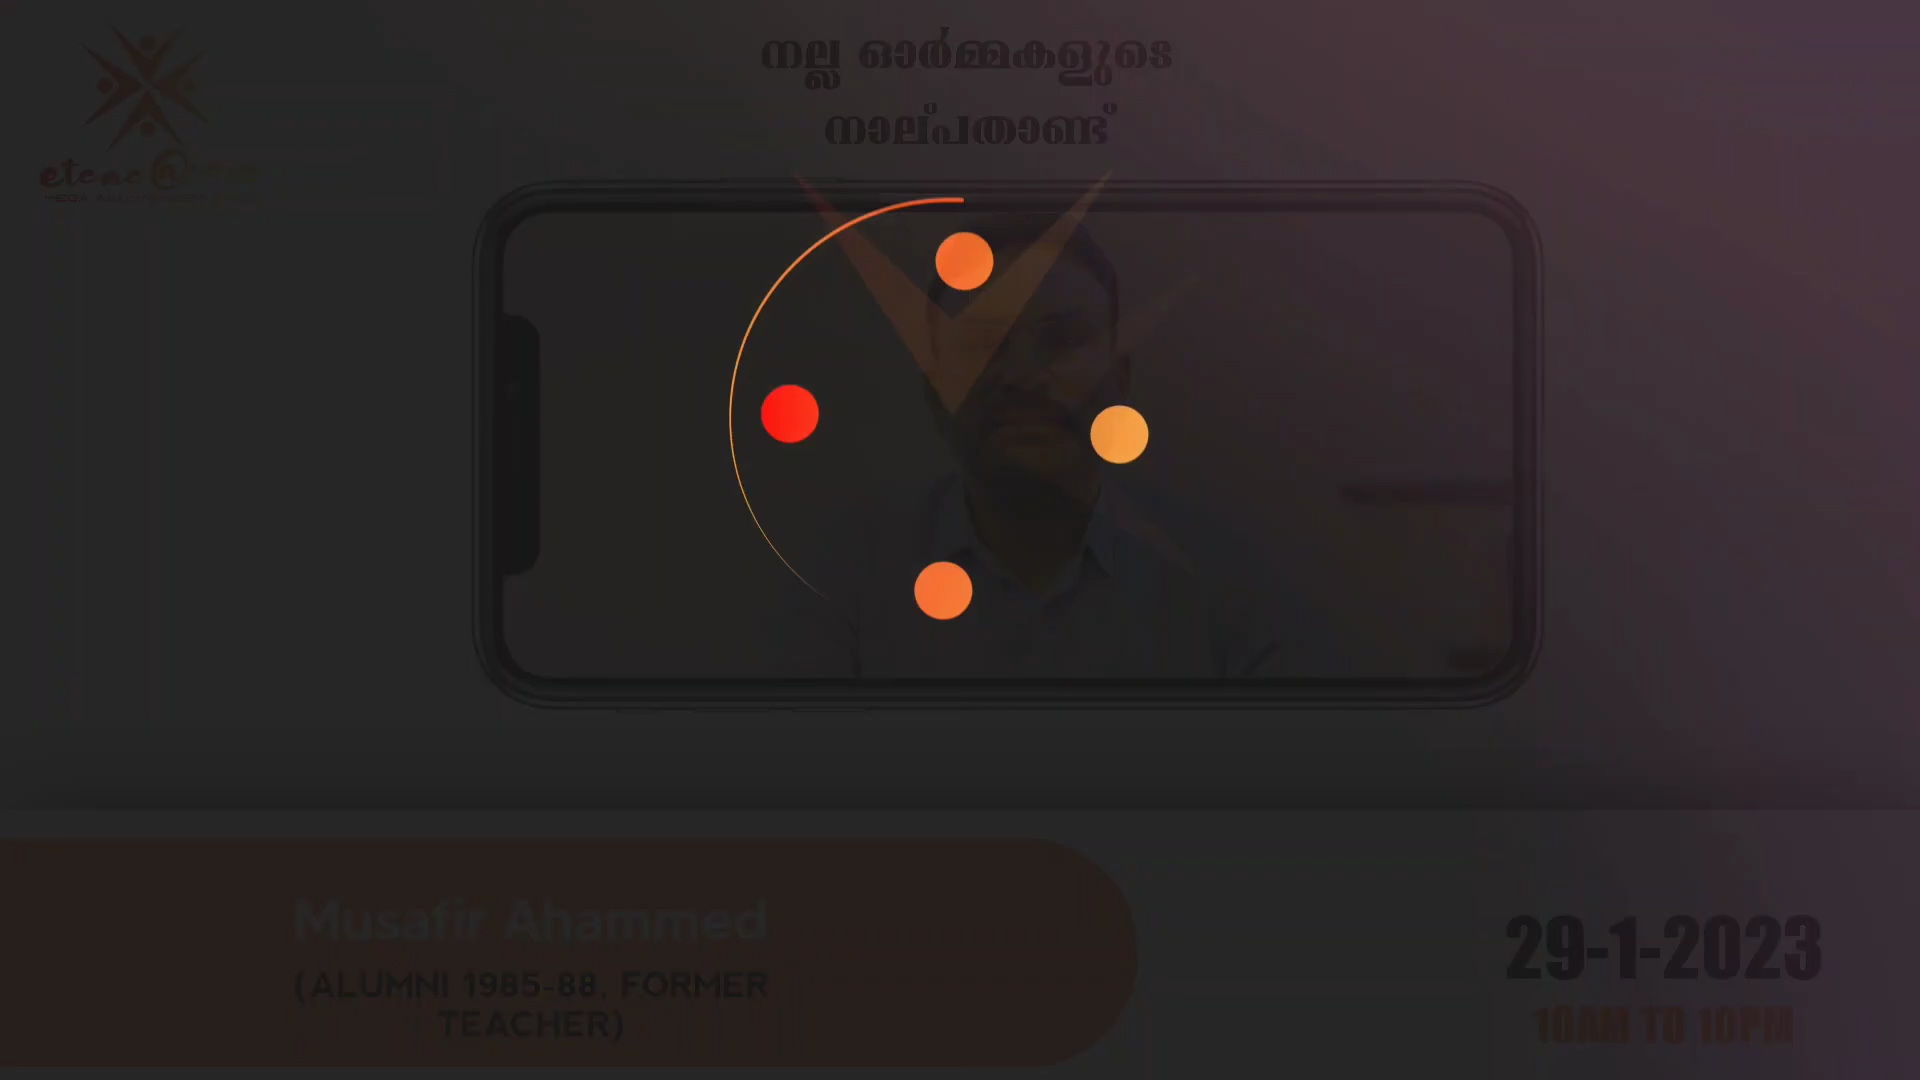 നല്ല ഓർമ്മകളുടെ
നാല്പതാണ്ട്
Musafir Ahammed
(ALUMNI 1985-88, FORMER
TEACHER)
29-1-2023
10AM TO 10PM